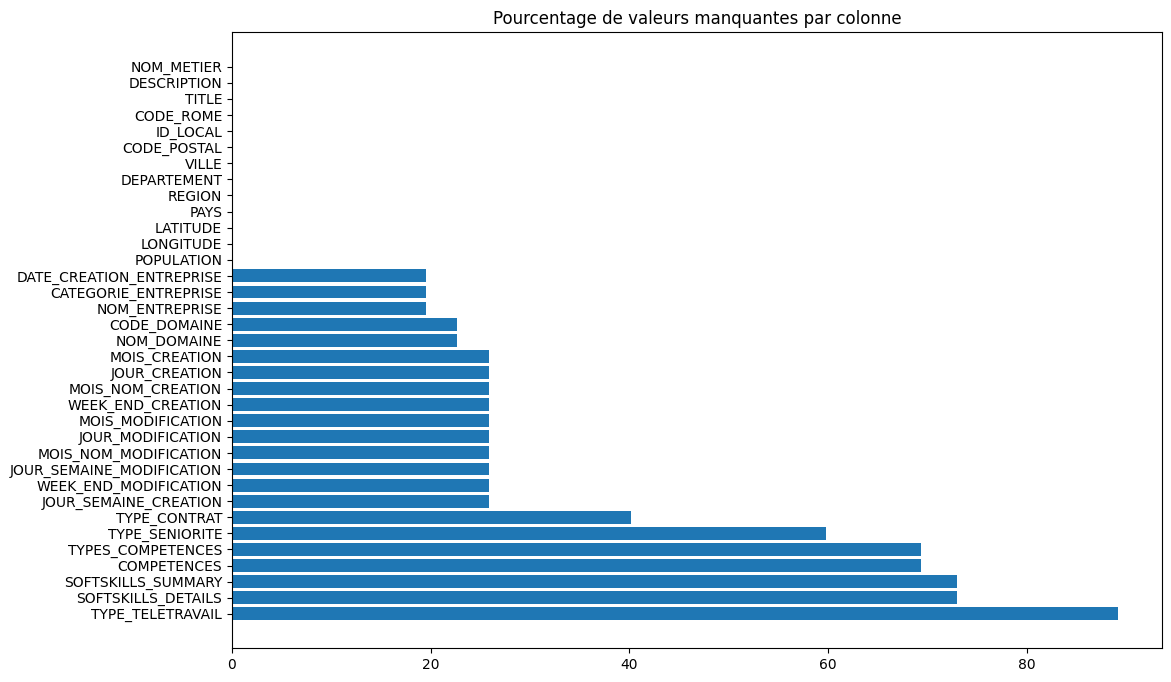 Pourcentage de valeurs manquantes par colonne
NOM_METIER
DESCRIPTION
TITLE
CODE_ROME
ID_LOCAL
CODE_POSTAL
VILLE
DEPARTEMENT
REGION
PAYS
LATITUDE
LONGITUDE
POPULATION
DATE_CREATION_ENTREPRISE
CATEGORIE_ENTREPRISE
NOM_ENTREPRISE
CODE_DOMAINE
NOM_DOMAINE
MOIS_CREATION
JOUR_CREATION
MOIS_NOM_CREATION
WEEK_END_CREATION
MOIS_MODIFICATION
JOUR_MODIFICATION
MOIS_NOM_MODIFICATION
JOUR_SEMAINE_MODIFICATION
WEEK_END_MODIFICATION
JOUR_SEMAINE_CREATION
TYPE_CONTRAT
TYPE_SENIORITE
TYPES_COMPETENCES
COMPETENCES
SOFTSKILLS_SUMMARY
SOFTSKILLS_DETAILS
TYPE_TELETRAVAIL
0 20 40 60 80